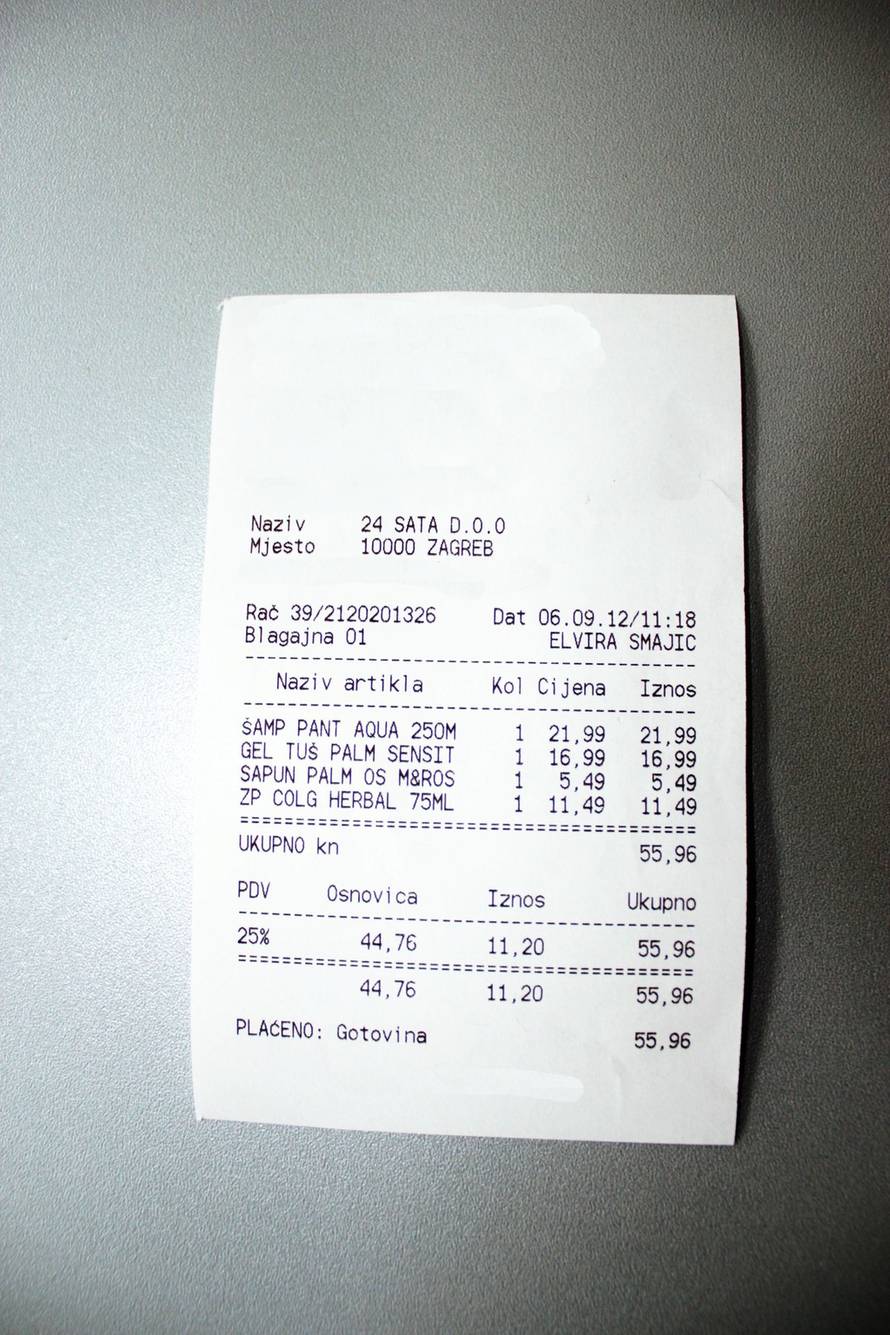 Naziv 24 SATA D.O.O
Mjesto 10000 ZAGREB
Rač 39/2120201326 Dat 06.09.12/11:18
Blagajna 01 ELVIRA SMAJIC
Naziv artikla Kol Cijena Iznos
ŠAMP PANT AQUA 250M 1 21,99 21,99
GEL TUŠ PALM SENSIT 1 16,99 16,99
SAPUN PALM OS M&ROS 1 5,49 5,49
ZP COLG HERBAL 75ML 1 11,49 11,49
UKUPNO kn 55,96
PDV Osnovica Iznos Ukupno
25% 44,76 11,20 55,96
44,76 11,20 55,96
PLAĆENO: Gotovina 55,96